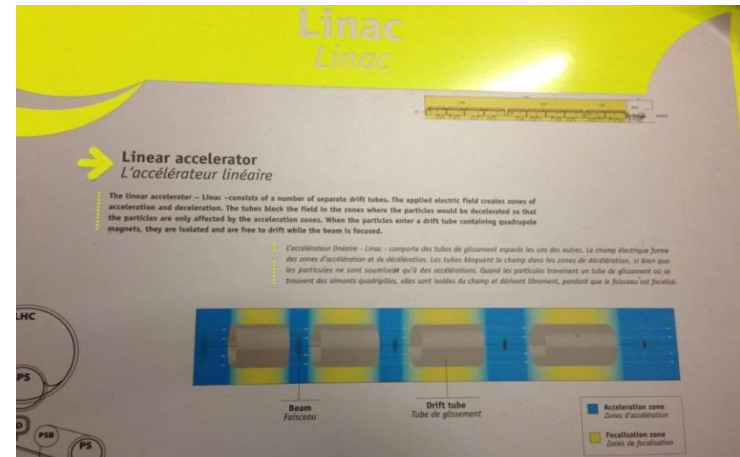 Linac
Linac
Linear accelerator
L'accélérateur linéaire
The linear accelerator – Linac –consists of a number of separate drift tubes. The applied electric field creates zones of
acceleration and deceleration. The tubes block the field in the zones where the particles would be decelerated so that
the particles are only affected by the acceleration zones. When the particles enter a drift tube containing quadrupole
magnets, they are isolated and are free to drift while the beam is focused.
L'accélérateur linéaire - Linac - comporte des tubes de glissement espacés les uns des autres. Le champ électrique forme
des zones d'accélération et de décélération. Les tubes bloquent le champ dans les zones de décélération, si bien que
les particules ne sont soumises qu'à des accélérations. Quand les particules traversent un tube de glissement où se
trouvent des aimants quadripôles, elles sont isolées du champ et dérivent librement, pendant que le faisceau est focalisé.
LHC
PS
PSB
PS
Beam
Faisceau
Drift tube
Tube de glissement
Acceleration zone
Zones d'accélération
Focalisation zone
Zones de focalisation